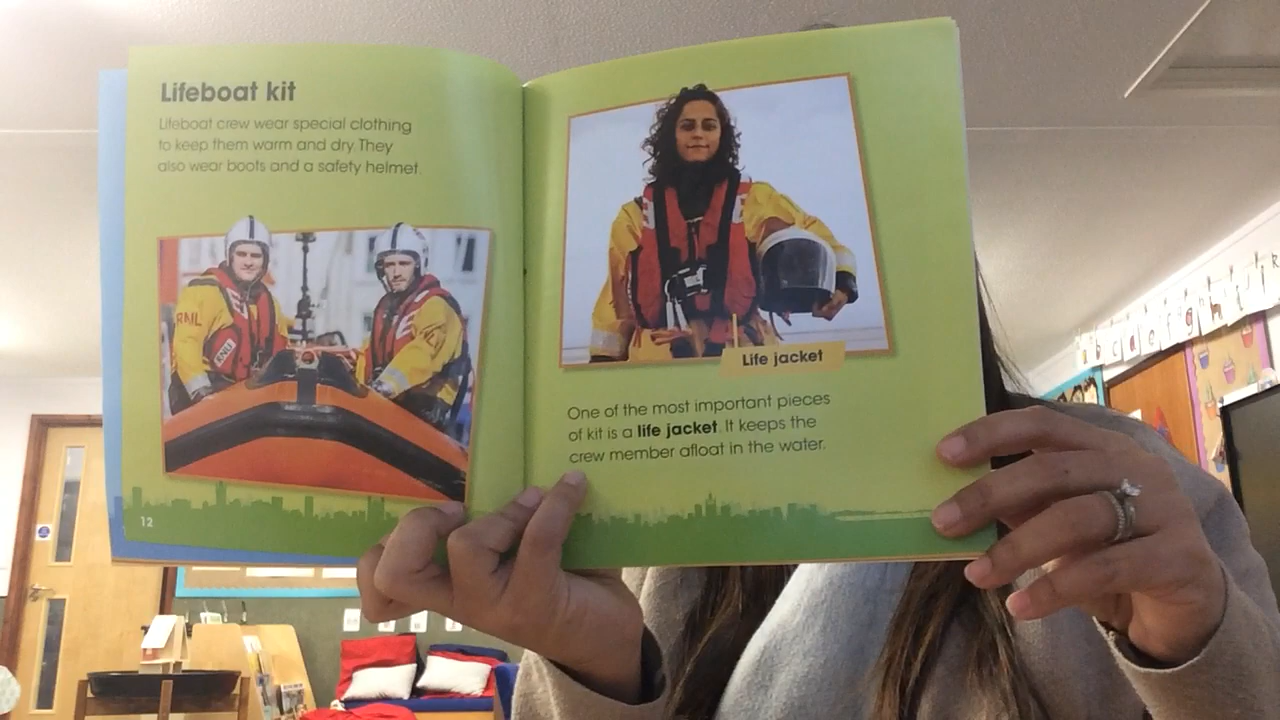 Lifeboat kit
Lifeboat crew wear special clothing
to keep them warm and dry. They
also wear boots and a safety helmet.
RNLI
12
Life jacket
One of the most important pieces
of kit is a life jacket. It keeps the
crew member afloat in the water.
b c d e f g h